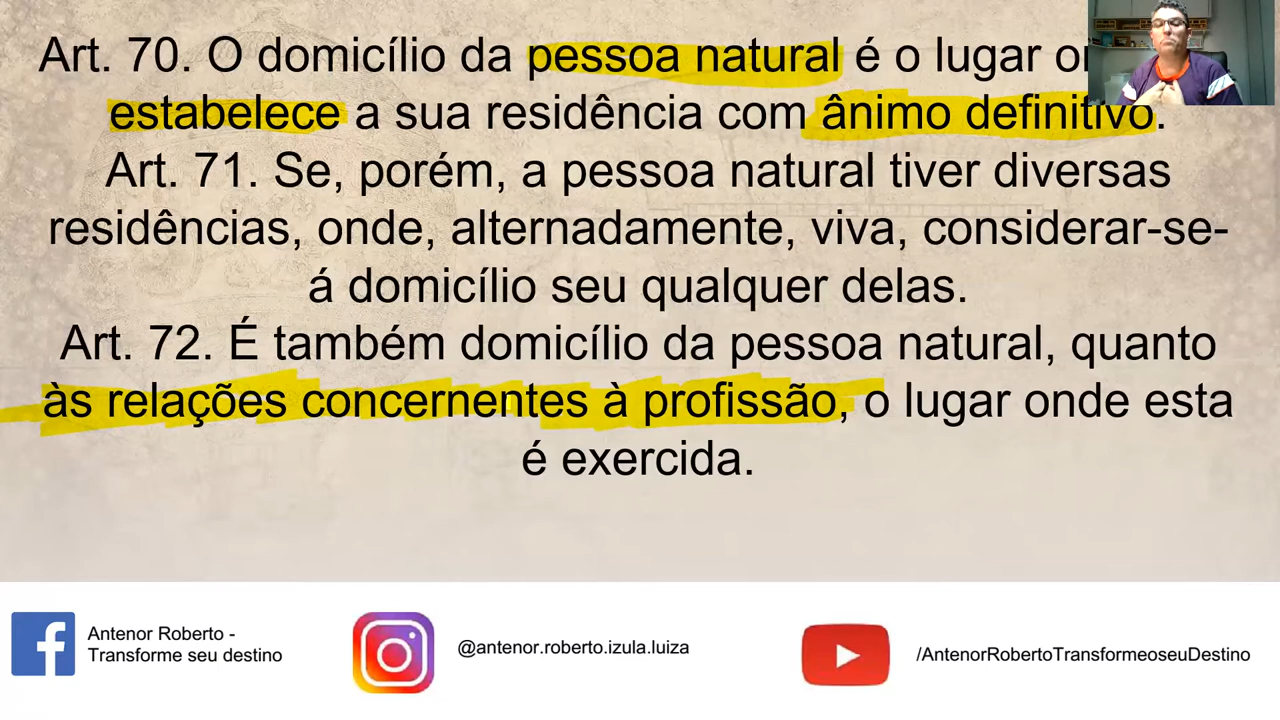 Art. 70. O domicílio da pessoa natural é o lugar
estabelece a sua residência com ânimo definitivo.
Art. 71. Se, porém, a pessoa natural tiver diversas
residências, onde, alternadamente, viva, considerar-se-
á domicílio seu qualquer delas.
Art. 72. É também domicílio da pessoa natural, quanto
às relações concernentes à profissão, o lugar onde esta
é exercida.
Antenor Roberto -
Transforme seu destino
@antenor.roberto.izula.luiza
/AntenorRobertoTransformeoseuDestino